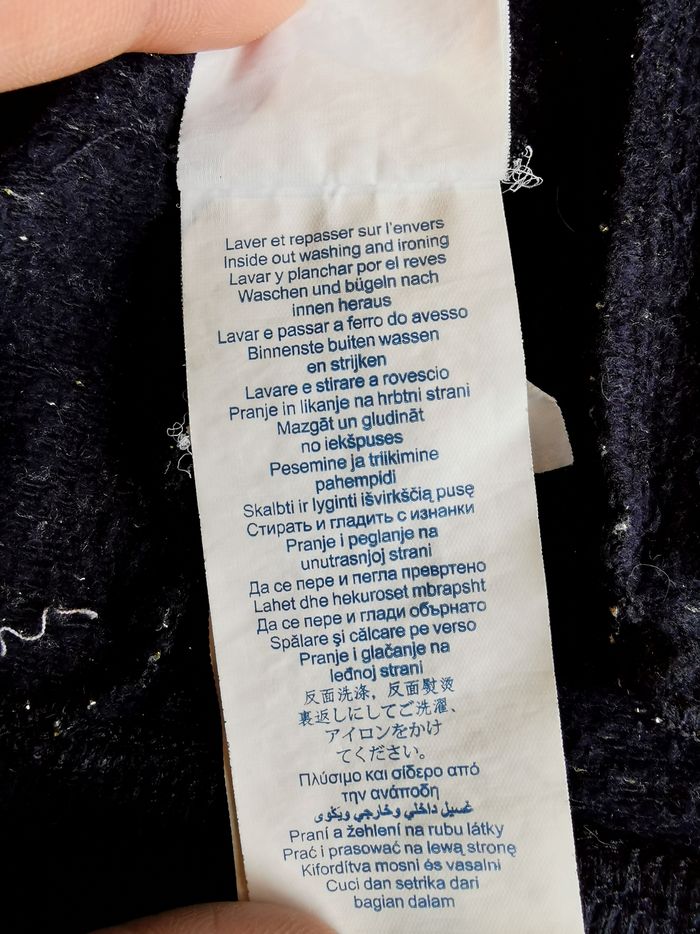 Laver et repasser sur l'envers
Inside out washing and ironing
Lavar y planchar por el reves
Waschen und bügeln nach
innen heraus
Lavar e passar a ferro do avesso
Binnenste buiten wassen
en strijken
Lavare e stirare a rovescio
Pranje in likanje na hrbtni strani
Mazgāt un gludināt
no iekšpuses
Pesemine ja triikimine
pahempidi
Skalbti ir lyginti išvirkščią pusę
Стирать и гладить с изнанки
Pranje i peglanje na
unutrasnjoj strani
Да се пере и пегла превртено
Lahet dhe hekuroset mbrapsht
Да се пере и глади обърнато
Spălare şi călcare pe verso
Pranje i glačanje na
leđnoj strani
反面洗涤，反面熨烫
裏返しにしてご洗濯、
アイロンをかけ
てください。
Πλύσιμο και σίδερο από
την ανάποδη
غسيل داخلي وخارجي ويكوى
Praní a žehlení na rubu látky
Prać i prasować na lewą stronę
Kifordítva mosni és vasalni
Cuci dan setrika dari
bagian dalam